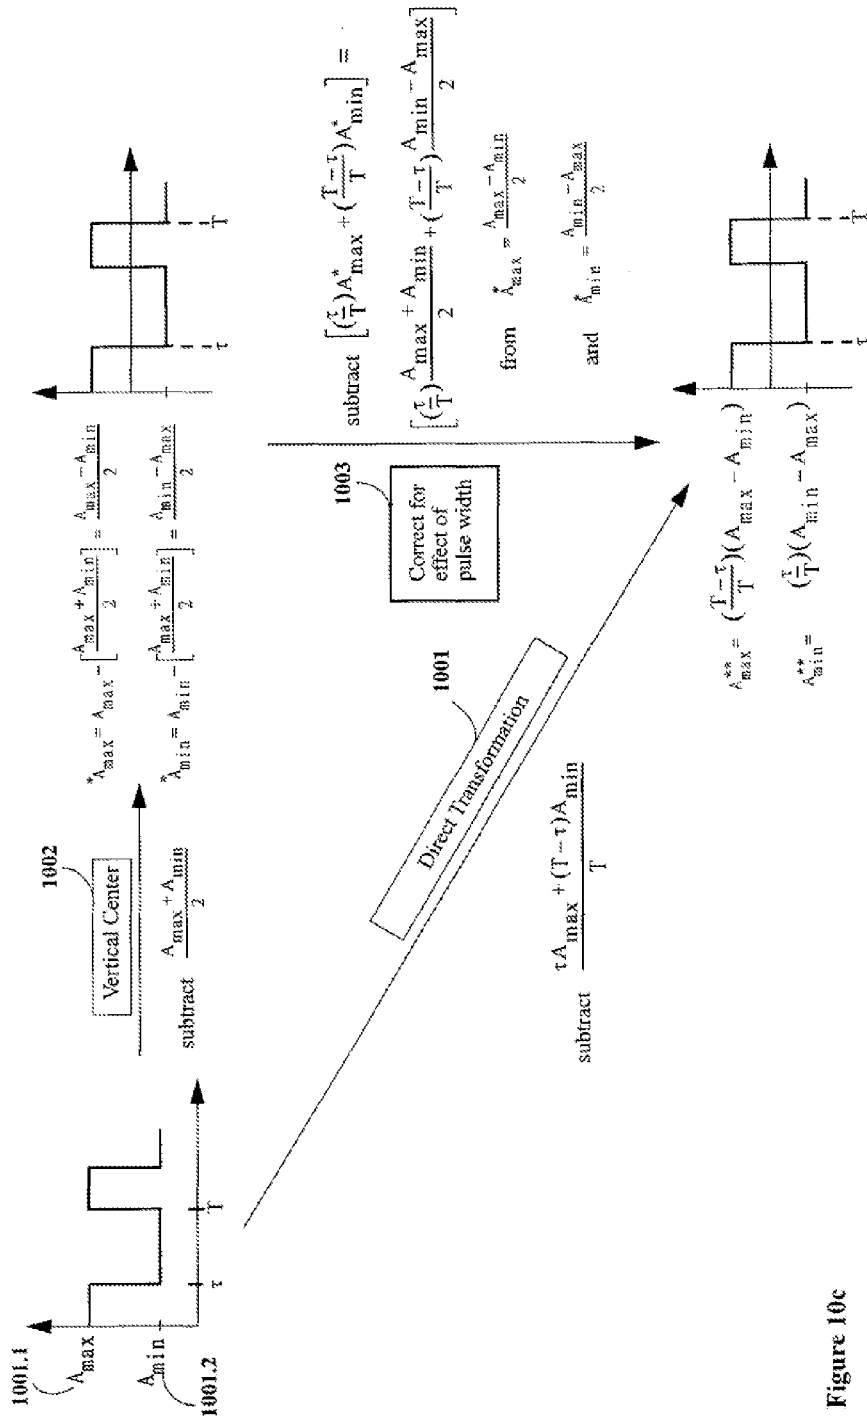 1001.1
A_max
A_min
1001.2
τ
T
1002
Vertical Center
subtract (A_max + A_min)/2
*A_max = A_max − [(A_max + A_min)/2] = (A_max − A_min)/2
*A_min = A_min − [(A_max + A_min)/2] = (A_min − A_max)/2
τ
T
1001
Direct Transformation
subtract (τA_max + (T − τ)A_min)/T
1003
Correct for
effect of
pulse width
subtract [(τ/T)A*_max + ((T − τ)/T)A*_min] =
[(τ/T)(A_max + A_min)/2 + ((T − τ)/T)(A_min − A_max)/2]
from A*_max = (A_max − A_min)/2
and A*_min = (A_min − A_max)/2
A**_max = ((T − τ)/T)(A_max − A_min)
A**_min = (τ/T)(A_min − A_max)
τ
T
Figure 10c